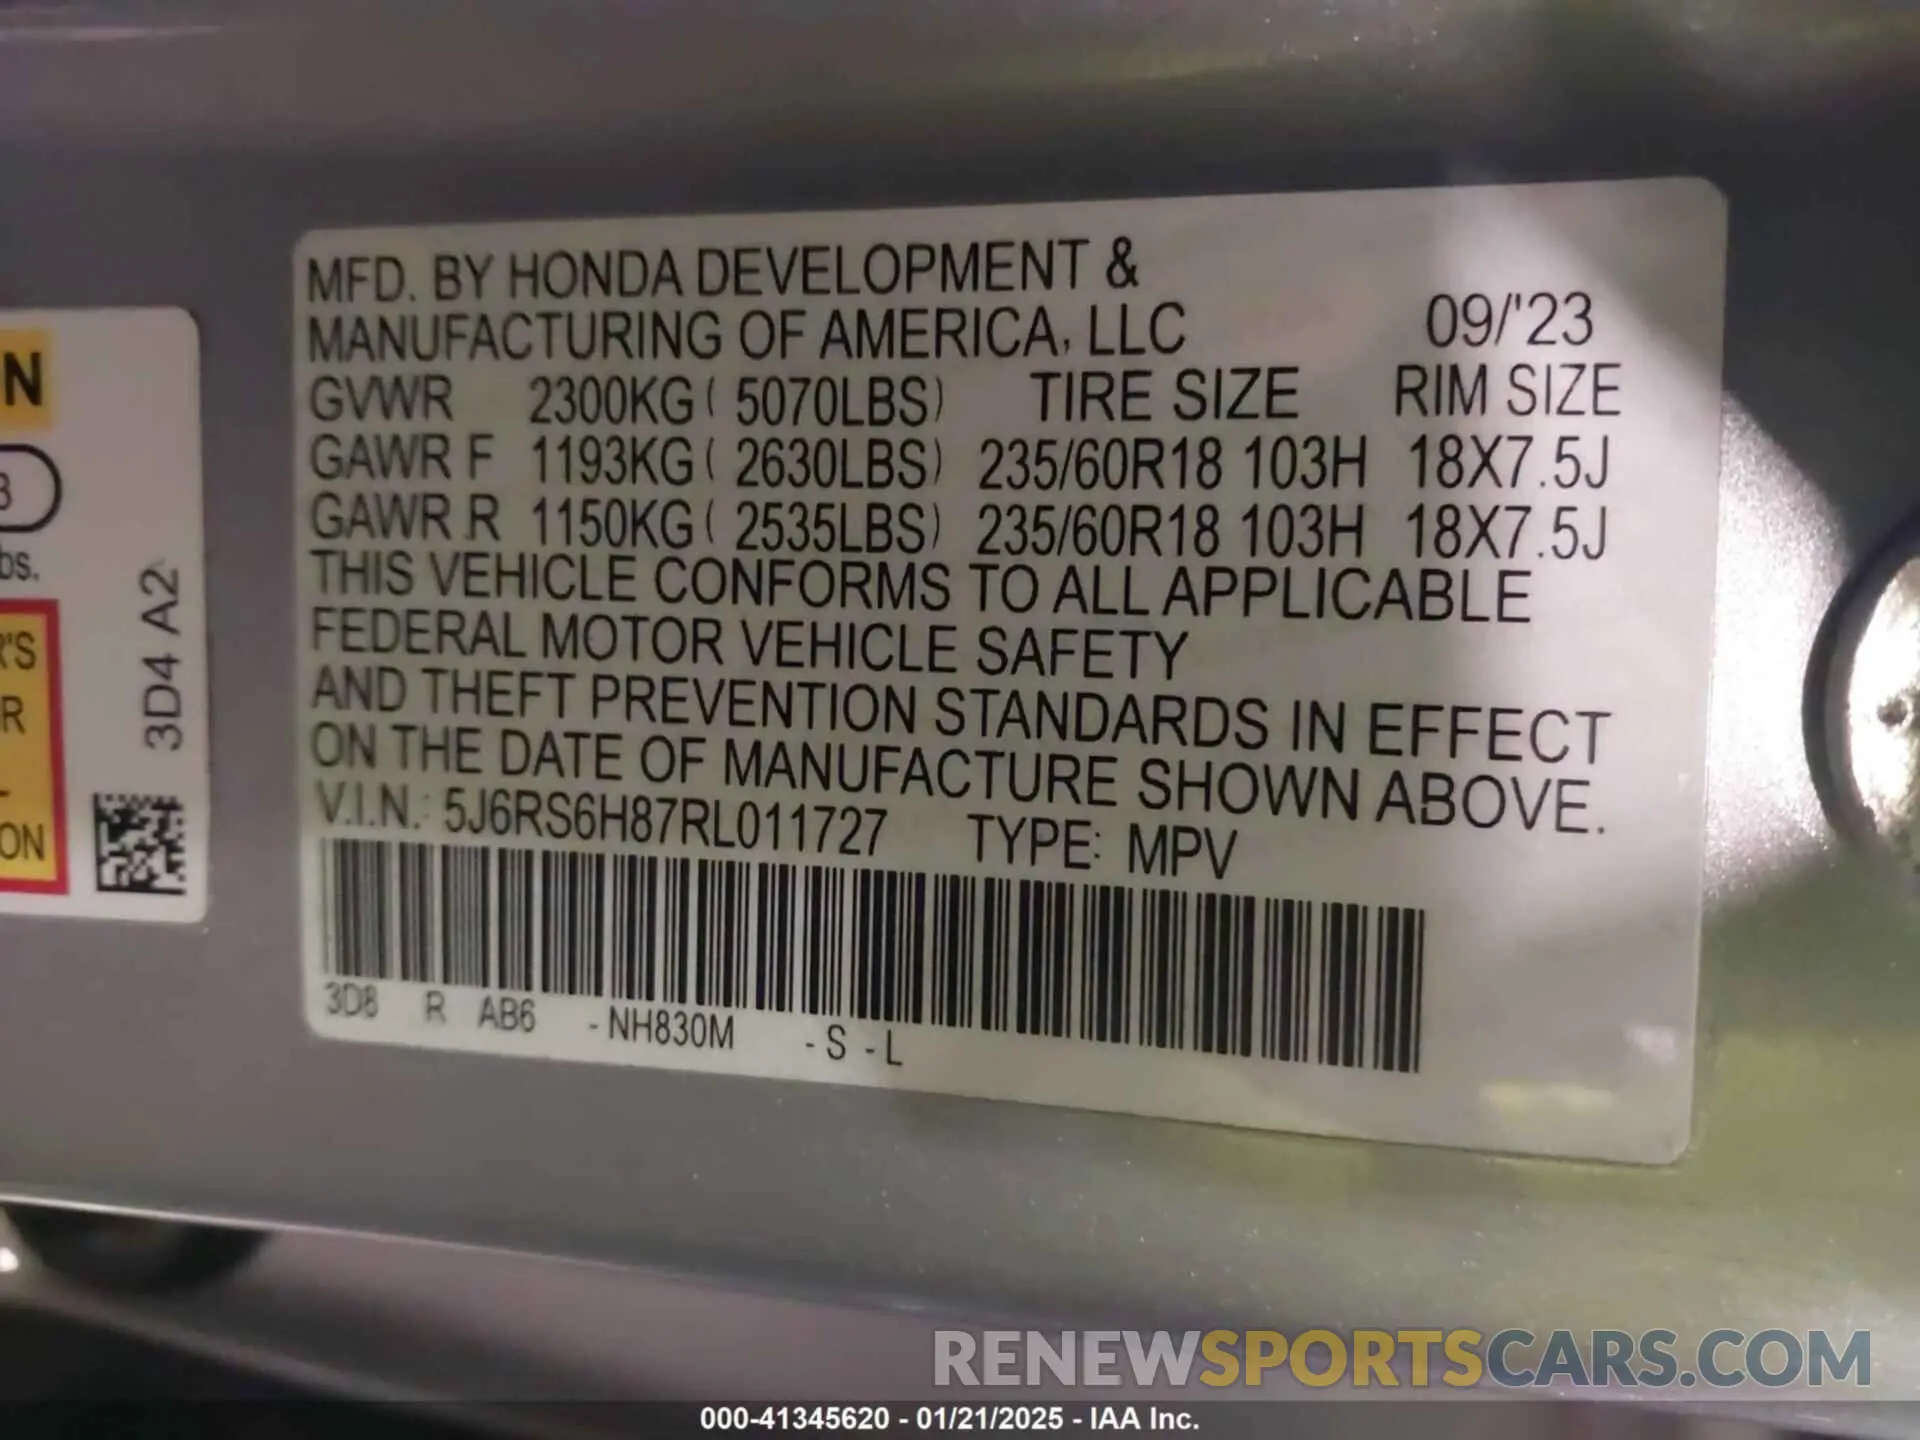 MFD. BY HONDA DEVELOPMENT &
MANUFACTURING OF AMERICA, LLC 09/'23
GVWR 2300KG ( 5070LBS) TIRE SIZE RIM SIZE
GAWR F 1193KG ( 2630LBS) 235/60R18 103H 18X7.5J
GAWR R 1150KG ( 2535LBS) 235/60R18 103H 18X7.5J
THIS VEHICLE CONFORMS TO ALL APPLICABLE
FEDERAL MOTOR VEHICLE SAFETY
AND THEFT PREVENTION STANDARDS IN EFFECT
ON THE DATE OF MANUFACTURE SHOWN ABOVE.
V.I.N.: 5J6RS6H87RL011727 TYPE: MPV
3D8 R AB6 -NH830M -S -L
3D4 A2
RENEWSPORTSCARS.COM
000-41345620 - 01/21/2025 - IAA Inc.